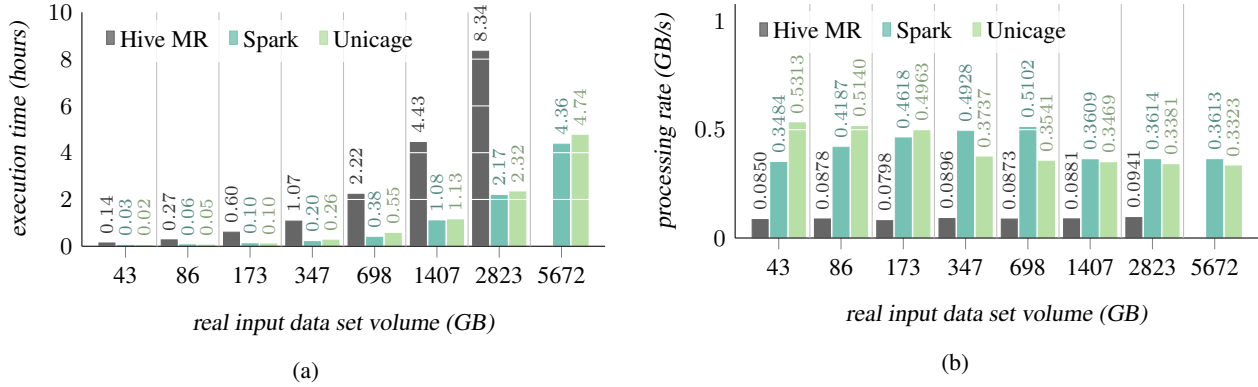 execution time (hours)
10
8
6
4
2
0
Hive MR Spark Unicage
0.14 0.03 0.02
0.27 0.06 0.05
0.60 0.10 0.10
1.07 0.20 0.26
2.22 0.38 0.55
4.43 1.08 1.13
8.34 2.17 2.32
4.36 4.74
43 86 173 347 698 1407 2823 5672
real input data set volume (GB)
(a)
processing rate (GB/s)
1
0.5
0
Hive MR Spark Unicage
0.0850 0.3484 0.5313
0.0878 0.4187 0.5140
0.0798 0.4618 0.4963
0.0896 0.4928 0.3737
0.0873 0.5102 0.3541
0.0881 0.3609 0.3469
0.0941 0.3614 0.3381
0.3613 0.3323
43 86 173 347 698 1407 2823 5672
real input data set volume (GB)
(b)